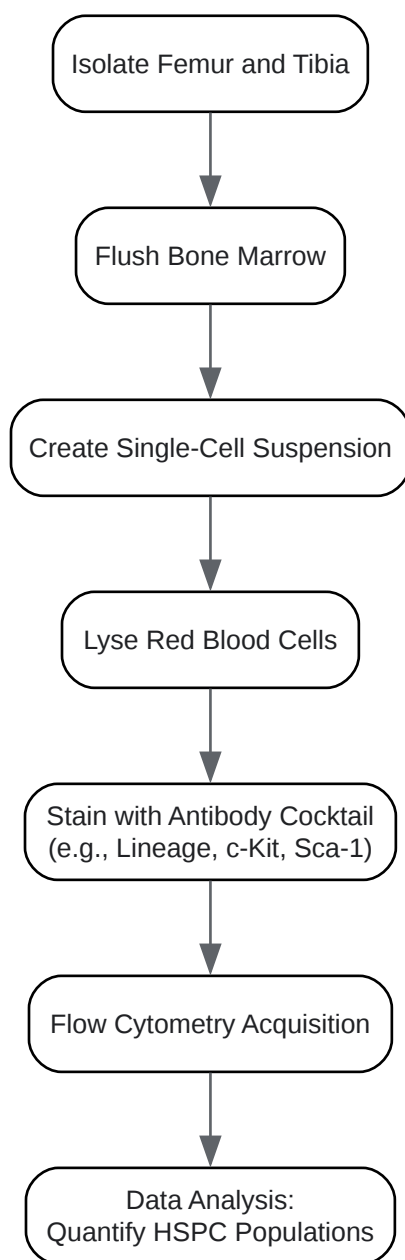 Isolate Femur and Tibia
Flush Bone Marrow
Create Single-Cell Suspension
Lyse Red Blood Cells
Stain with Antibody Cocktail
(e.g., Lineage, c-Kit, Sca-1)
Flow Cytometry Acquisition
Data Analysis:
Quantify HSPC Populations